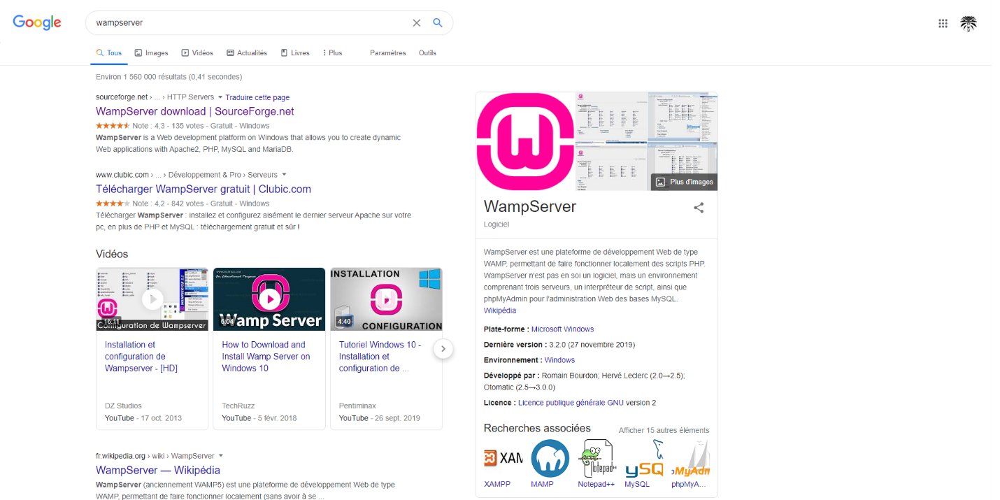 Google
wampserver
Tous Images Vidéos Actualités Livres Plus Paramètres Outils
Environ 1 560 000 résultats (0,41 secondes)
sourceforge.net › ... › HTTP Servers Traduire cette page
WampServer download | SourceForge.net
Note : 4,3 - 135 votes - Gratuit - Windows
WampServer is a Web development platform on Windows that allows you to create dynamic
Web applications with Apache2, PHP, MySQL and MariaDB.
www.clubic.com › ... › Développement & Pro › Serveurs
Télécharger WampServer gratuit | Clubic.com
Note : 4,2 - 842 votes - Gratuit - Windows
Télécharger WampServer : installez et configurez aisément le dernier serveur Apache sur votre
pc, en plus de PHP et MySQL : téléchargement gratuit et sûr !
Vidéos
16:11
Configuration de Wampserver
Installation et
configuration de
Wampserver - [HD]
DZ Studios
YouTube - 17 oct. 2013
for Educational Purpose
6:04
Wamp Server
How to Download and
Install Wamp Server on
Windows 10
TechRuzz
YouTube - 5 févr. 2018
INSTALLATION
4:40
CONFIGURATION
Tutoriel Windows 10 -
Installation et
configuration de ...
Pentiminax
YouTube - 26 sept. 2019
fr.wikipedia.org › wiki › WampServer
WampServer — Wikipédia
WampServer (anciennement WAMP5) est une plateforme de développement Web de type
WAMP, permettant de faire fonctionner localement (sans avoir à se ...
Plus d'images
WampServer
Logiciel
WampServer est une plateforme de développement Web de type
WAMP, permettant de faire fonctionner localement des scripts PHP.
WampServer n'est pas en soi un logiciel, mais un environnement
comprenant trois serveurs, un interpréteur de script, ainsi que
phpMyAdmin pour l'administration Web des bases MySQL.
Wikipédia
Plate-forme : Microsoft Windows
Dernière version : 3.2.0 (27 novembre 2019)
Environnement : Windows
Développé par : Romain Bourdon; Hervé Leclerc (2.0→2.5);
Otomatic (2.5→3.0.0)
Licence : Licence publique générale GNU version 2
Recherches associées Afficher 15 autres éléments
XAM Notepad++ ySQ MyAdm
XAMPP MAMP Notepad++ MySQL phpMyA...